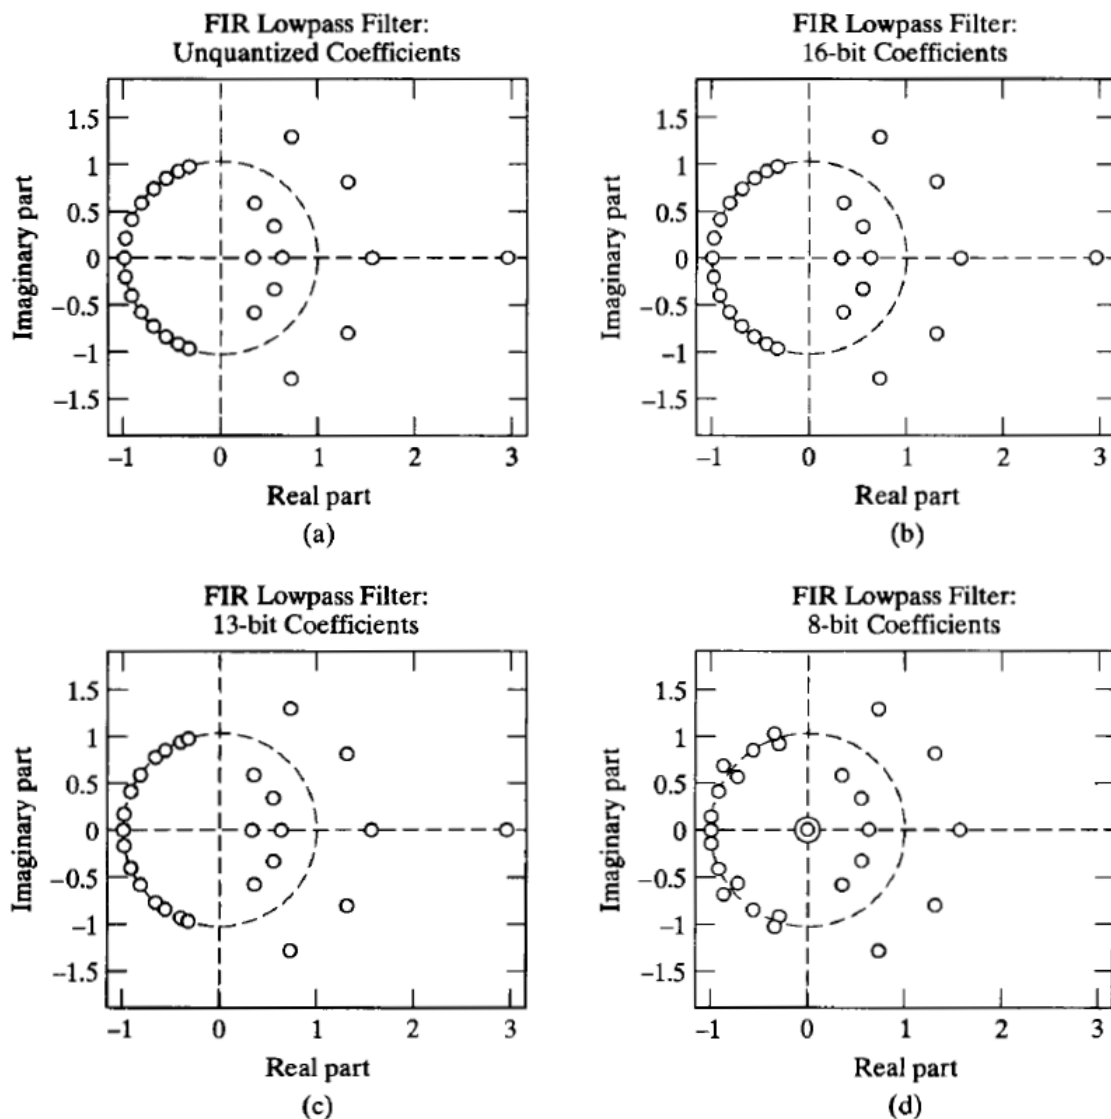 FIR Lowpass Filter:
Unquantized Coefficients
1.5
1
0.5
0
−0.5
−1
−1.5
Imaginary part
−1 0 1 2 3
Real part
(a)
FIR Lowpass Filter:
16-bit Coefficients
1.5
1
0.5
0
−0.5
−1
−1.5
Imaginary part
−1 0 1 2 3
Real part
(b)
FIR Lowpass Filter:
13-bit Coefficients
1.5
1
0.5
0
−0.5
−1
−1.5
Imaginary part
−1 0 1 2 3
Real part
(c)
FIR Lowpass Filter:
8-bit Coefficients
1.5
1
0.5
0
−0.5
−1
−1.5
Imaginary part
−1 0 1 2 3
Real part
(d)